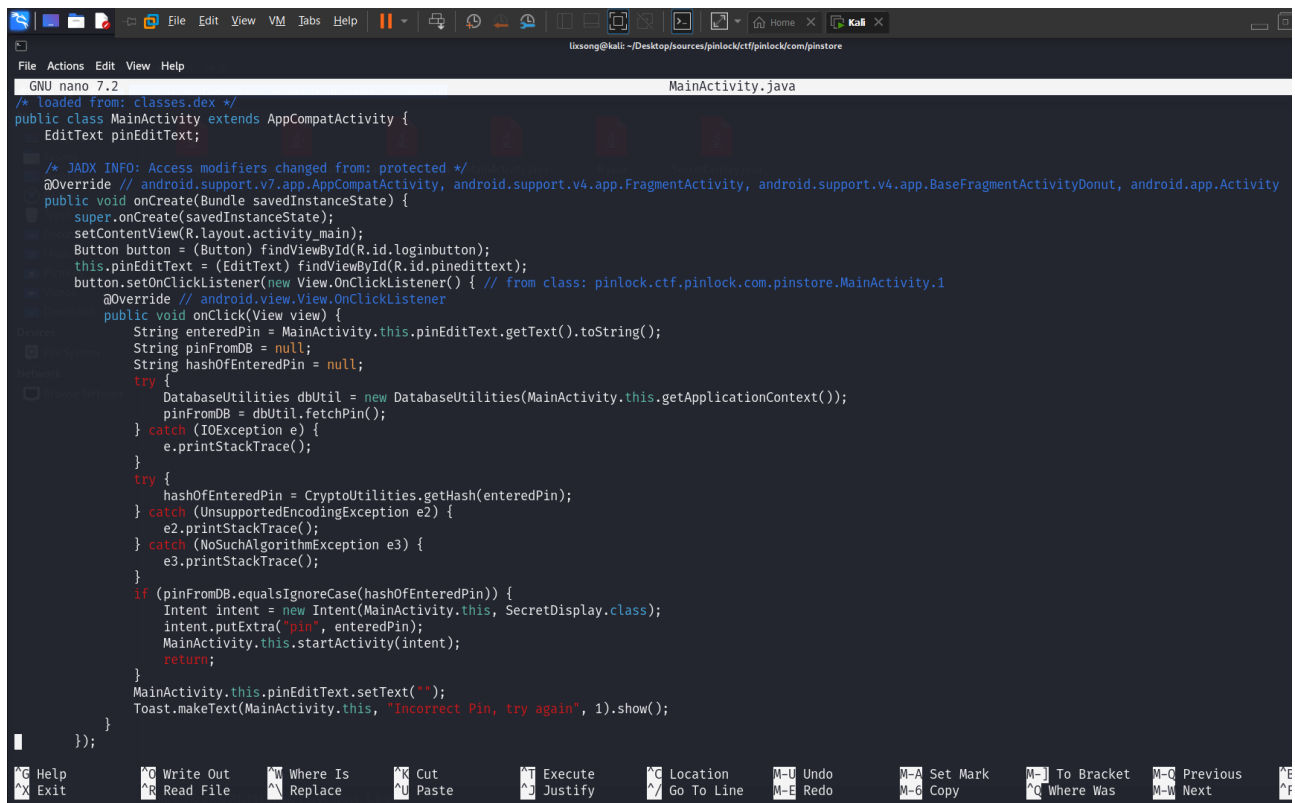 File Edit View VM Tabs Help Home Kali
lixsong@kali: ~/Desktop/sources/pinlock/ctf/pinlock/com/pinstore
File Actions Edit View Help
GNU nano 7.2 MainActivity.java
/* loaded from: classes.dex */
public class MainActivity extends AppCompatActivity {
EditText pinEditText;
/* JADX INFO: Access modifiers changed from: protected */
@Override // android.support.v7.app.AppCompatActivity, android.support.v4.app.FragmentActivity, android.support.v4.app.BaseFragmentActivityDonut, android.app.Activity
public void onCreate(Bundle savedInstanceState) {
super.onCreate(savedInstanceState);
setContentView(R.layout.activity_main);
Button button = (Button) findViewById(R.id.loginbutton);
this.pinEditText = (EditText) findViewById(R.id.pinedittext);
button.setOnClickListener(new View.OnClickListener() { // from class: pinlock.ctf.pinlock.com.pinstore.MainActivity.1
@Override // android.view.View.OnClickListener
public void onClick(View view) {
String enteredPin = MainActivity.this.pinEditText.getText().toString();
String pinFromDB = null;
String hashOfEnteredPin = null;
try {
DatabaseUtilities dbUtil = new DatabaseUtilities(MainActivity.this.getApplicationContext());
pinFromDB = dbUtil.fetchPin();
} catch (IOException e) {
e.printStackTrace();
}
try {
hashOfEnteredPin = CryptoUtilities.getHash(enteredPin);
} catch (UnsupportedEncodingException e2) {
e2.printStackTrace();
} catch (NoSuchAlgorithmException e3) {
e3.printStackTrace();
}
if (pinFromDB.equalsIgnoreCase(hashOfEnteredPin)) {
Intent intent = new Intent(MainActivity.this, SecretDisplay.class);
intent.putExtra("pin", enteredPin);
MainActivity.this.startActivity(intent);
return;
}
MainActivity.this.pinEditText.setText("");
Toast.makeText(MainActivity.this, "Incorrect Pin, try again", 1).show();
}
});
^G Help ^O Write Out ^W Where Is ^K Cut ^T Execute ^C Location M-U Undo M-A Set Mark M-] To Bracket M-Q Previous
^X Exit ^R Read File ^\ Replace ^U Paste ^J Justify ^/ Go To Line M-E Redo M-6 Copy ^Q Where Was M-W Next